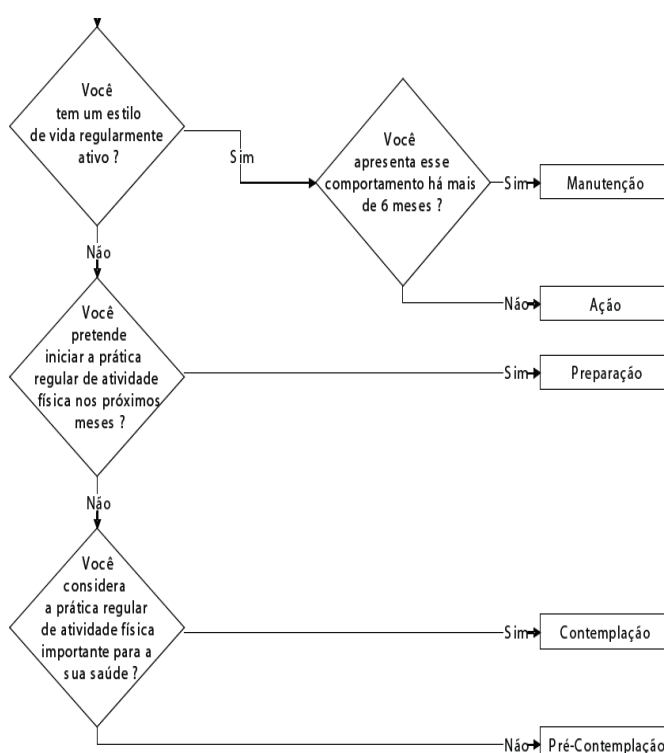 Você
tem um estilo
de vida regularmente
ativo ?
Sim
Você
apresenta esse
comportamento há mais
de 6 meses ?
Sim
Manutenção
Não
Ação
Não
Você
pretende
iniciar a prática
regular de atividade
física nos próximos
meses ?
Sim
Preparação
Não
Você
considera
a prática regular
de atividade física
importante para a
sua saúde ?
Sim
Contemplação
Não
Pré-Contemplação